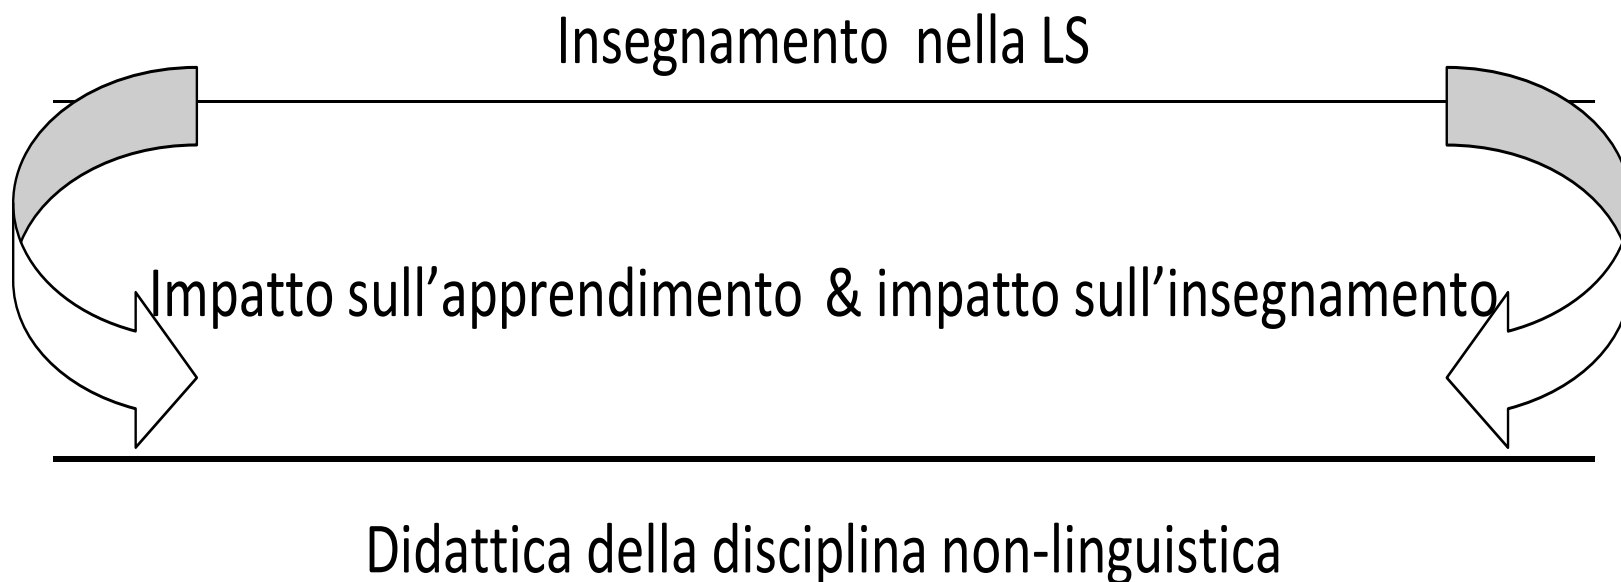 Insegnamento nella LS
Impatto sull’apprendimento & impatto sull’insegnamento
Didattica della disciplina non-linguistica